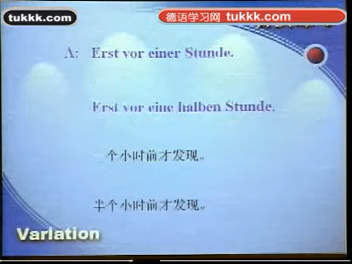 tukkk.com
德语学习网 tukkk.com
A: Erst vor einer Stunde.
Erst vor eine halben Stunde.
一个小时前才发现。
半个小时前才发现。
Variation